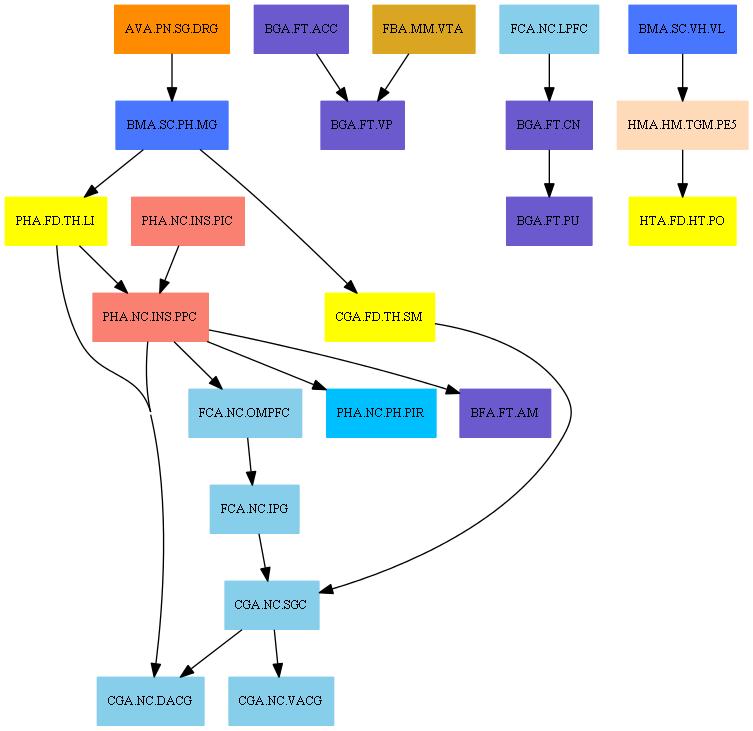 AVA.PN.SG.DRG
BGA.FT.ACC
FBA.MM.VTA
FCA.NC.LPFC
BMA.SC.VH.VL
BMA.SC.PH.MG
BGA.FT.VP
BGA.FT.CN
HMA.HM.TGM.PE5
PHA.FD.TH.LI
PHA.NC.INS.PIC
BGA.FT.PU
HTA.FD.HT.PO
PHA.NC.INS.PPC
CGA.FD.TH.SM
FCA.NC.OMPFC
PHA.NC.PH.PIR
BFA.FT.AM
FCA.NC.IPG
CGA.NC.SGC
CGA.NC.DACG
CGA.NC.VACG